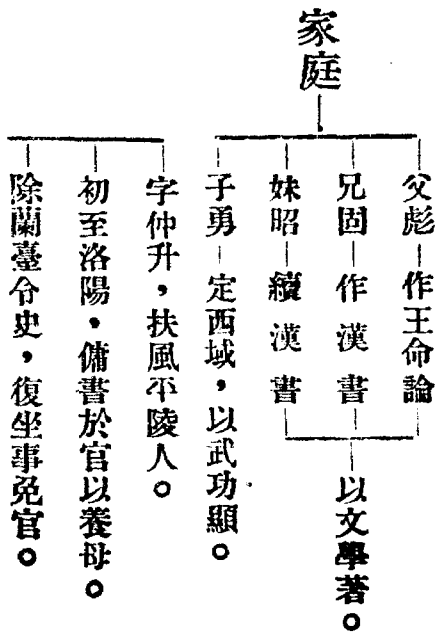 家庭
父彪
作王命論
兄固
作漢書
妹昭
續漢書
以文學著。
子勇
定西域，以武功顯。
字仲升，扶風平陵人。
初至洛陽，傭書於官以養母。
除蘭臺令史，復坐事免官。